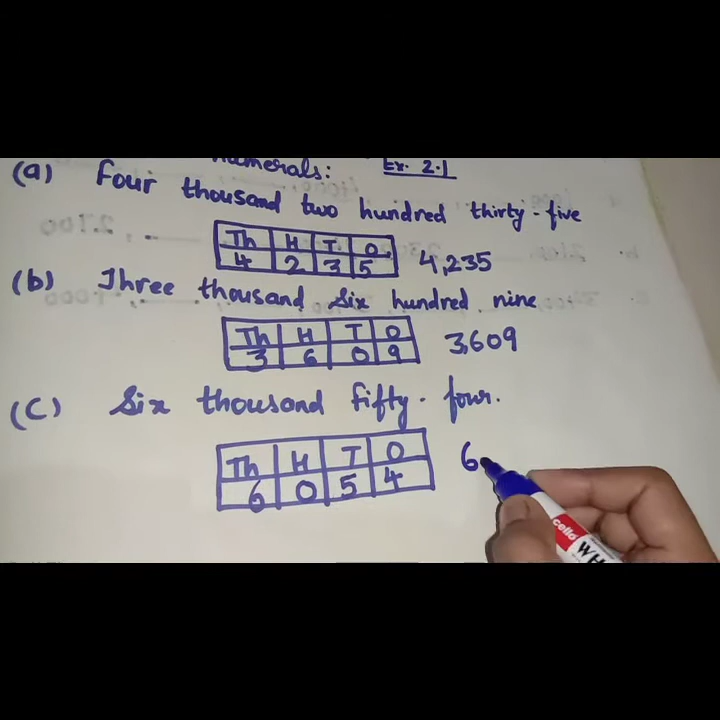 numerals: Ex. 2.1
(a) Four thousand two hundred thirty-five
Th H T O
4 2 3 5 4,235
(b) Three thousand six hundred nine
Th H T O
3 6 0 9 3,609
(C) Six thousand fifty-four.
Th H T O
6 0 5 4 6
cello
WH